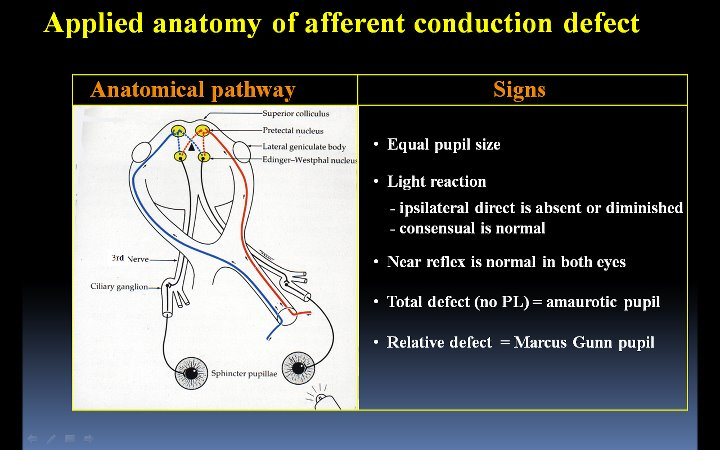 Applied anatomy of afferent conduction defect
Anatomical pathway
Signs
Superior colliculus
Pretectal nucleus
Lateral geniculate body
Edinger–Westphal nucleus
3rd Nerve
Ciliary ganglion
Sphincter pupillae
• Equal pupil size
• Light reaction
- ipsilateral direct is absent or diminished
- consensual is normal
• Near reflex is normal in both eyes
• Total defect (no PL) = amaurotic pupil
• Relative defect = Marcus Gunn pupil